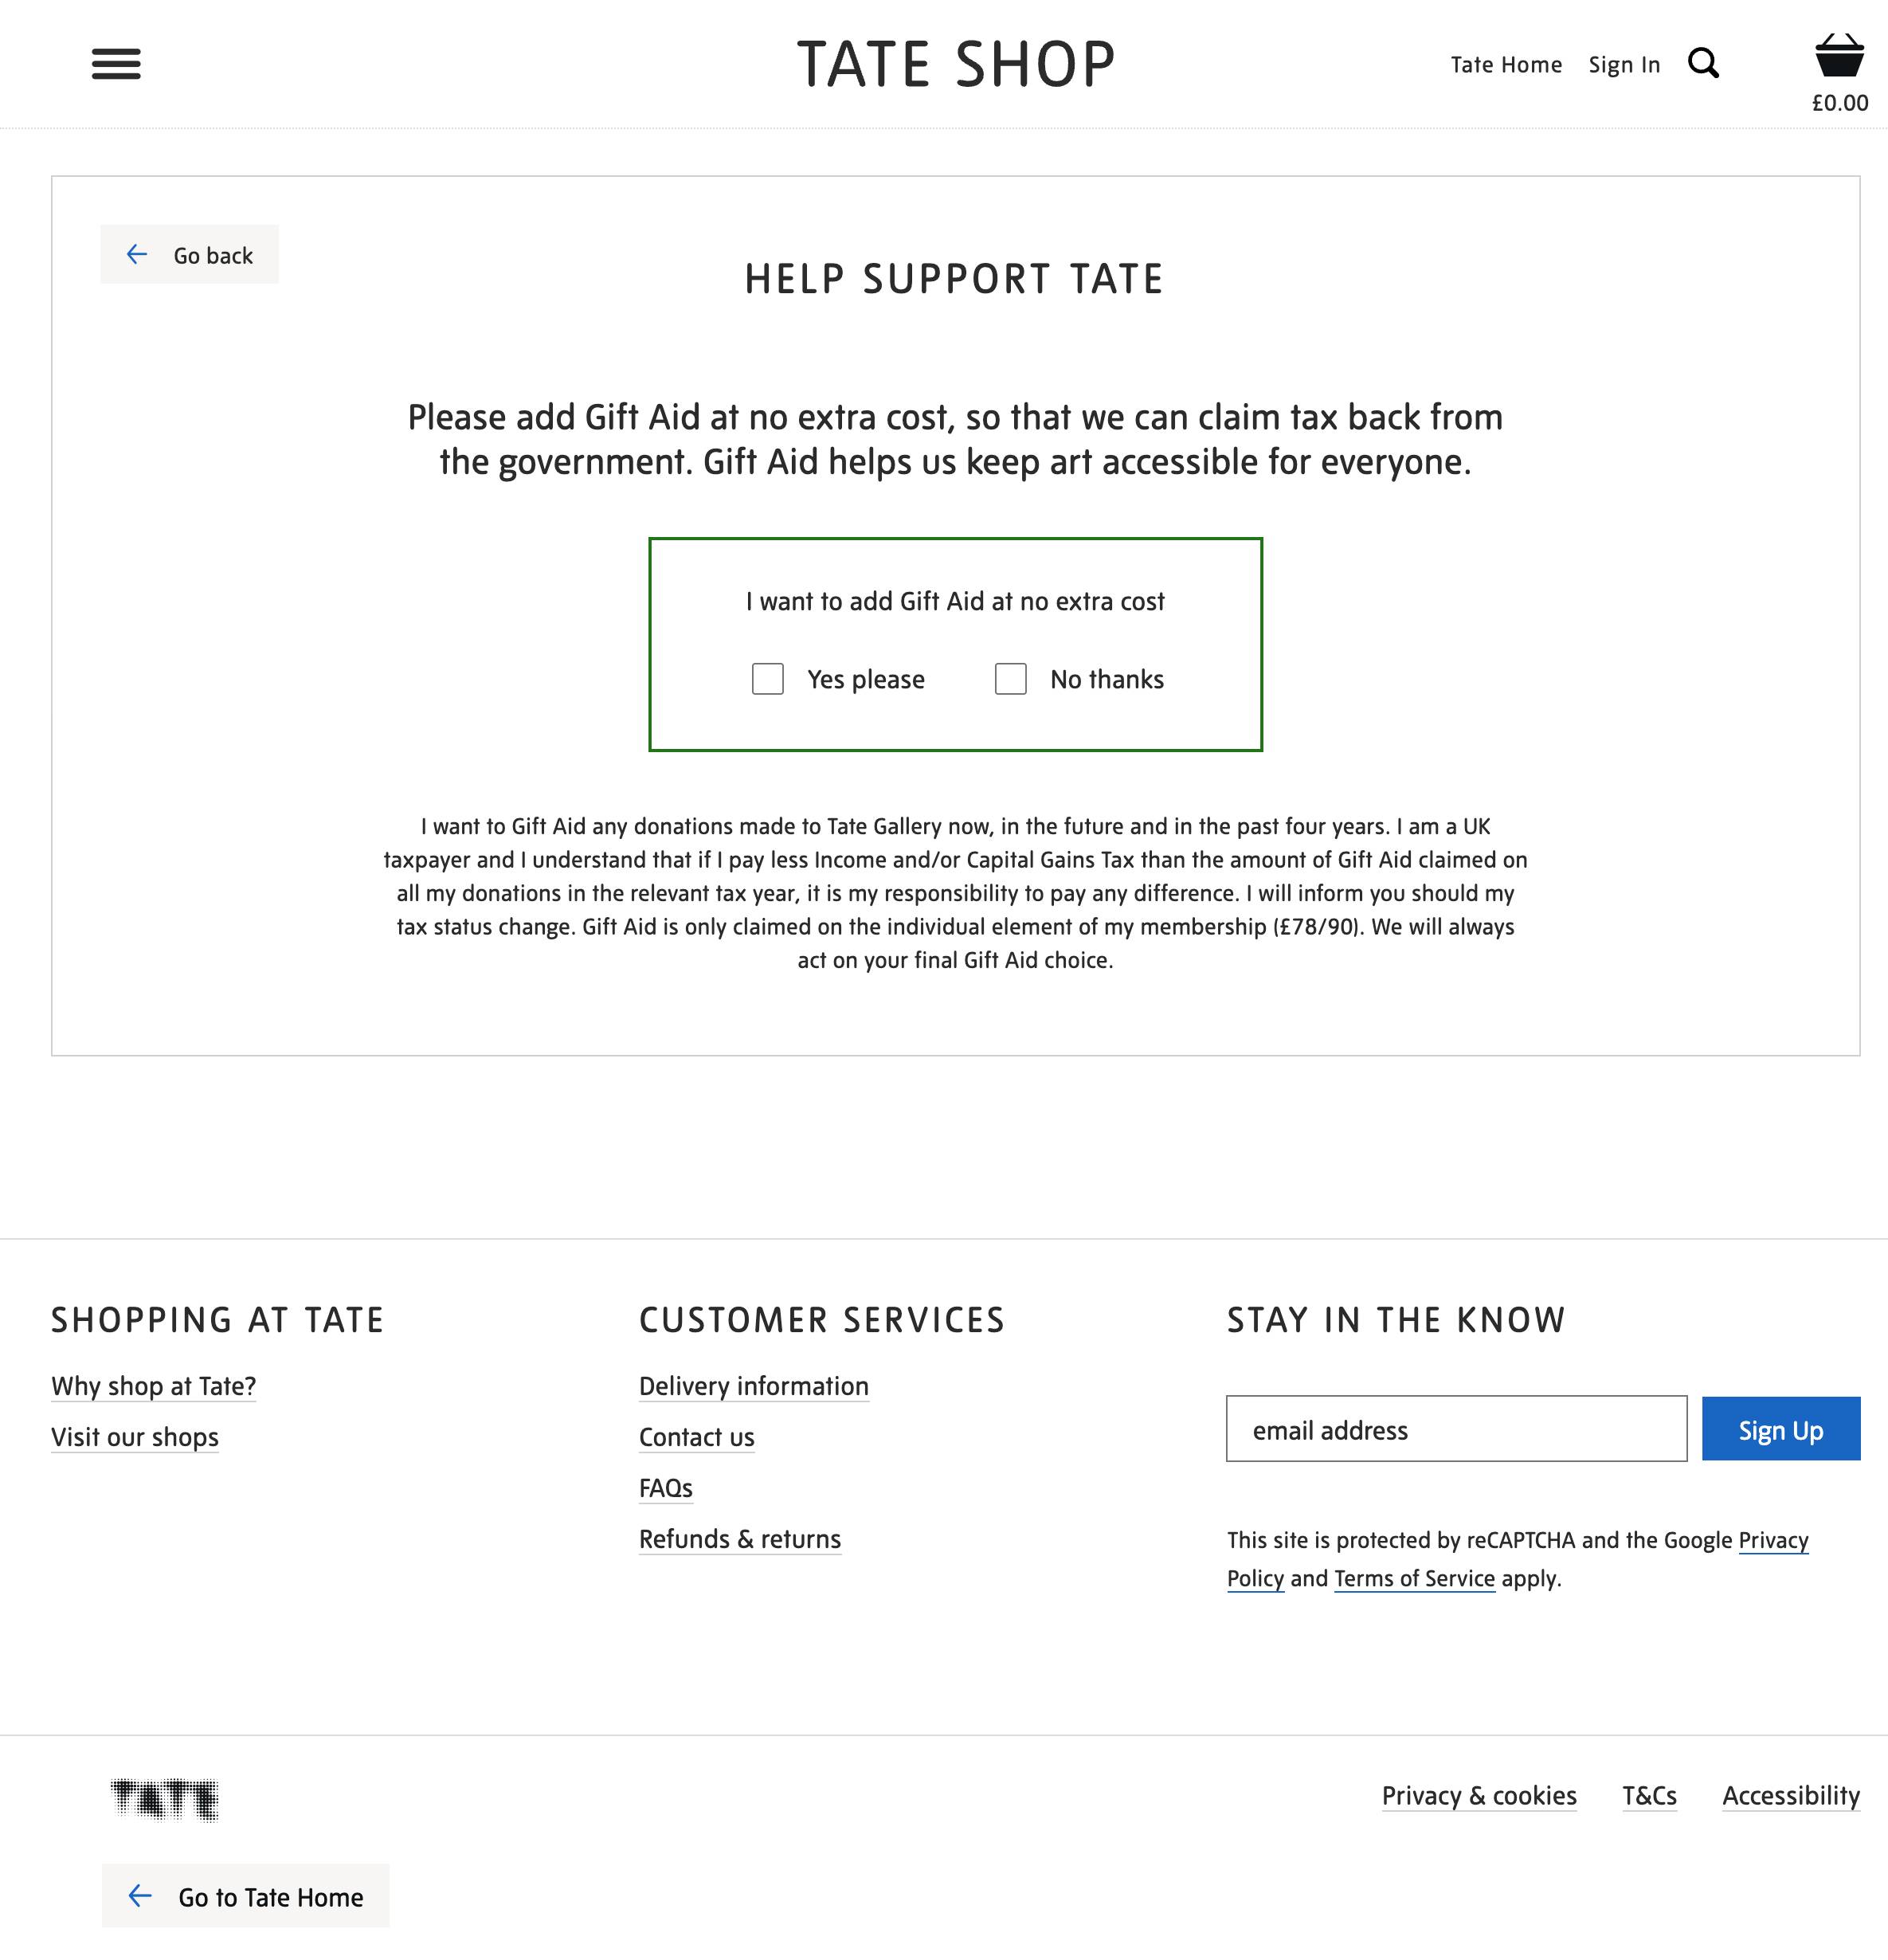 TATE SHOP
Tate Home
Sign In
£0.00
Go back
HELP SUPPORT TATE
Please add Gift Aid at no extra cost, so that we can claim tax back from
the government. Gift Aid helps us keep art accessible for everyone.
I want to add Gift Aid at no extra cost
Yes please
No thanks
I want to Gift Aid any donations made to Tate Gallery now, in the future and in the past four years. I am a UK
taxpayer and I understand that if I pay less Income and/or Capital Gains Tax than the amount of Gift Aid claimed on
all my donations in the relevant tax year, it is my responsibility to pay any difference. I will inform you should my
tax status change. Gift Aid is only claimed on the individual element of my membership (£78/90). We will always
act on your final Gift Aid choice.
SHOPPING AT TATE
Why shop at Tate?
Visit our shops
CUSTOMER SERVICES
Delivery information
Contact us
FAQs
Refunds & returns
STAY IN THE KNOW
email address
Sign Up
This site is protected by reCAPTCHA and the Google Privacy
Policy and Terms of Service apply.
TATE
Privacy & cookies
T&Cs
Accessibility
Go to Tate Home